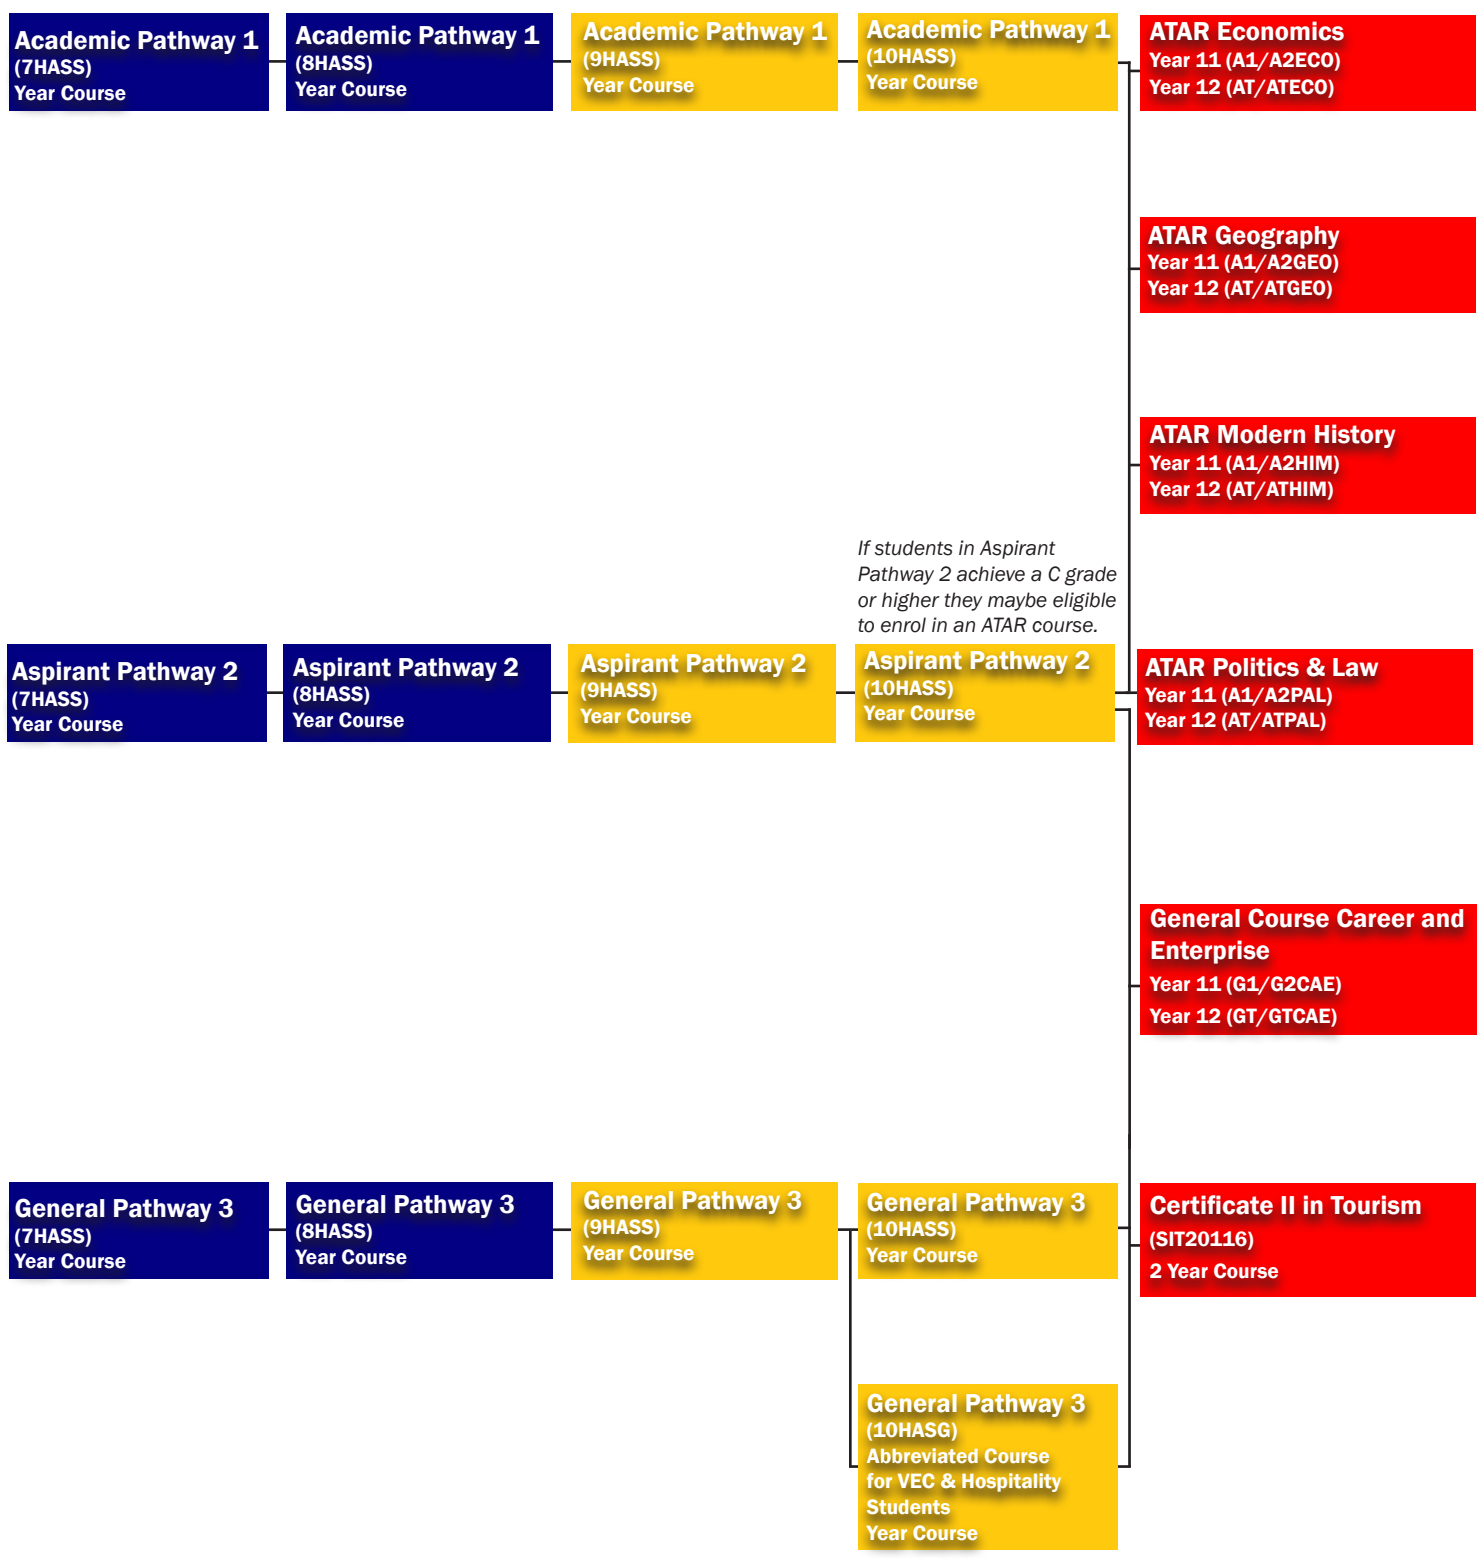 Academic Pathway 1
(7HASS)
Year Course
Academic Pathway 1
(8HASS)
Year Course
Academic Pathway 1
(9HASS)
Year Course
Academic Pathway 1
(10HASS)
Year Course
ATAR Economics
Year 11 (A1/A2ECO)
Year 12 (AT/ATECO)
ATAR Geography
Year 11 (A1/A2GEO)
Year 12 (AT/ATGEO)
ATAR Modern History
Year 11 (A1/A2HIM)
Year 12 (AT/ATHIM)
If students in Aspirant
Pathway 2 achieve a C grade
or higher they maybe eligible
to enrol in an ATAR course.
Aspirant Pathway 2
(7HASS)
Year Course
Aspirant Pathway 2
(8HASS)
Year Course
Aspirant Pathway 2
(9HASS)
Year Course
Aspirant Pathway 2
(10HASS)
Year Course
ATAR Politics & Law
Year 11 (A1/A2PAL)
Year 12 (AT/ATPAL)
General Course Career and
Enterprise
Year 11 (G1/G2CAE)
Year 12 (GT/GTCAE)
General Pathway 3
(7HASS)
Year Course
General Pathway 3
(8HASS)
Year Course
General Pathway 3
(9HASS)
Year Course
General Pathway 3
(10HASS)
Year Course
Certificate II in Tourism
(SIT20116)
2 Year Course
General Pathway 3
(10HASG)
Abbreviated Course
for VEC & Hospitality
Students
Year Course